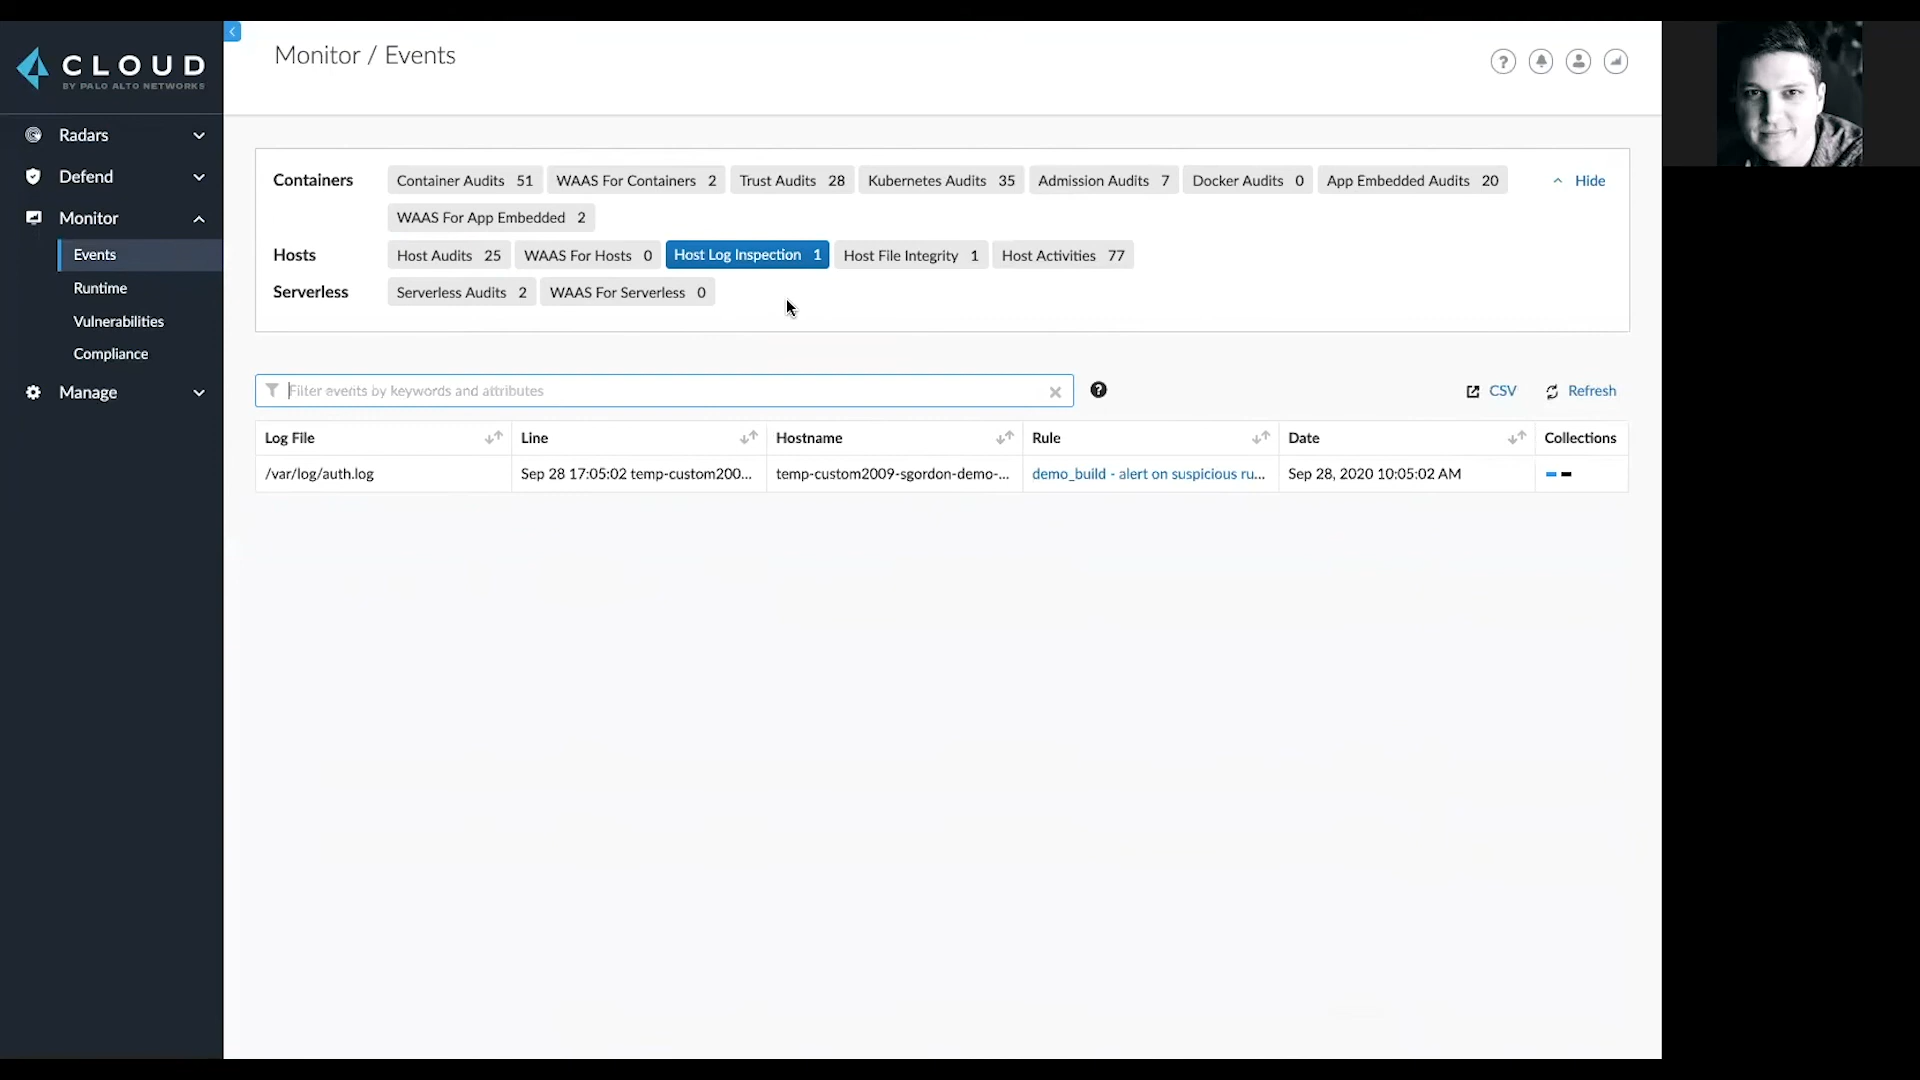 CLOUD
BY PALO ALTO NETWORKS
Monitor / Events
Radars
Defend
Monitor
Events
Runtime
Vulnerabilities
Compliance
Manage
Containers
Container Audits 51
WAAS For Containers 2
Trust Audits 28
Kubernetes Audits 35
Admission Audits 7
Docker Audits 0
App Embedded Audits 20
Hide
WAAS For App Embedded 2
Hosts
Host Audits 25
WAAS For Hosts 0
Host Log Inspection 1
Host File Integrity 1
Host Activities 77
Serverless
Serverless Audits 2
WAAS For Serverless 0
Filter events by keywords and attributes
CSV
Refresh
Log File
Line
Hostname
Rule
Date
Collections
/var/log/auth.log
Sep 28 17:05:02 temp-custom200...
temp-custom2009-sgordon-demo-...
demo_build - alert on suspicious ru...
Sep 28, 2020 10:05:02 AM